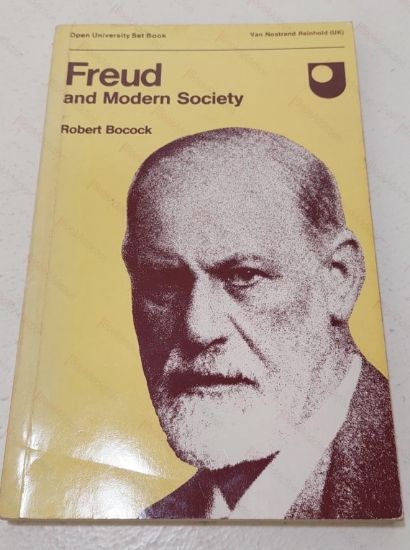 Open University Set Book
Van Nostrand Reinhold (UK)
Freud
and Modern Society
Robert Bocock